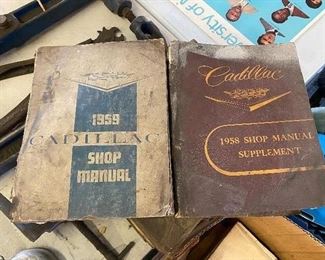 ersity of
1959
CADILLAC
SHOP
MANUAL
Cadillac
1958 SHOP MANUAL
SUPPLEMENT